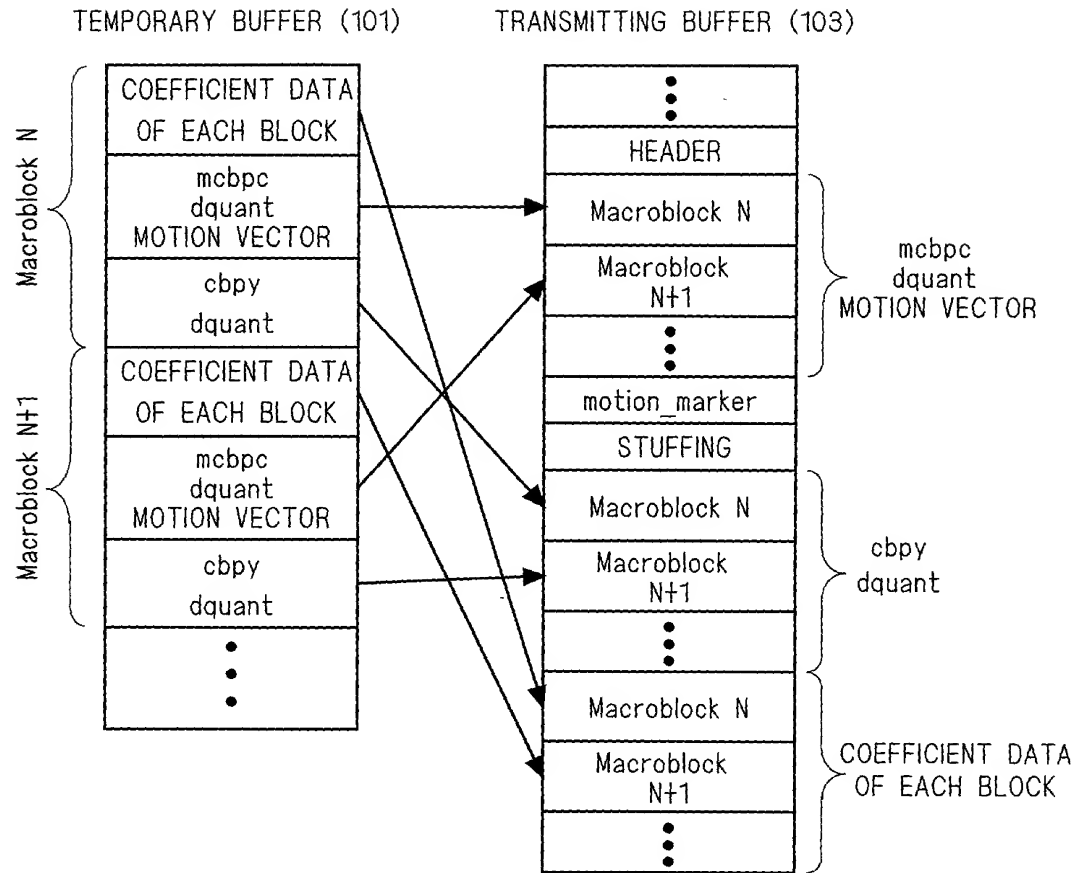 TEMPORARY BUFFER (101)
TRANSMITTING BUFFER (103)
Macroblock N
COEFFICIENT DATA
OF EACH BLOCK
mcbpc
dquant
MOTION VECTOR
cbpy
dquant
Macroblock N+1
COEFFICIENT DATA
OF EACH BLOCK
mcbpc
dquant
MOTION VECTOR
cbpy
dquant
HEADER
Macroblock N
Macroblock
N+1
mcbpc
dquant
MOTION VECTOR
motion_marker
STUFFING
Macroblock N
Macroblock
N+1
cbpy
dquant
Macroblock N
Macroblock
N+1
COEFFICIENT DATA
OF EACH BLOCK